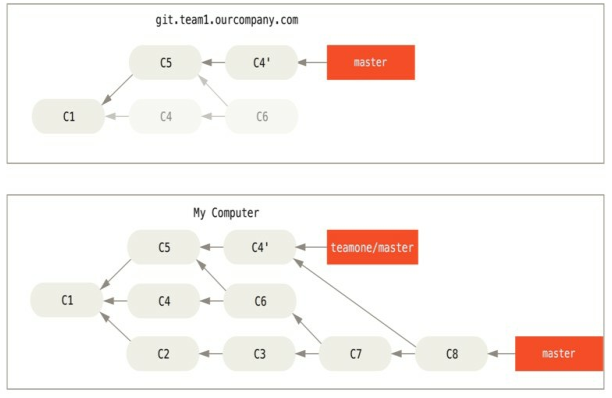 git.team1.ourcompany.com
C5 C4' master
C1 C4 C6
My Computer
C5 C4' teamone/master
C1 C4 C6
C2 C3 C7 C8 master